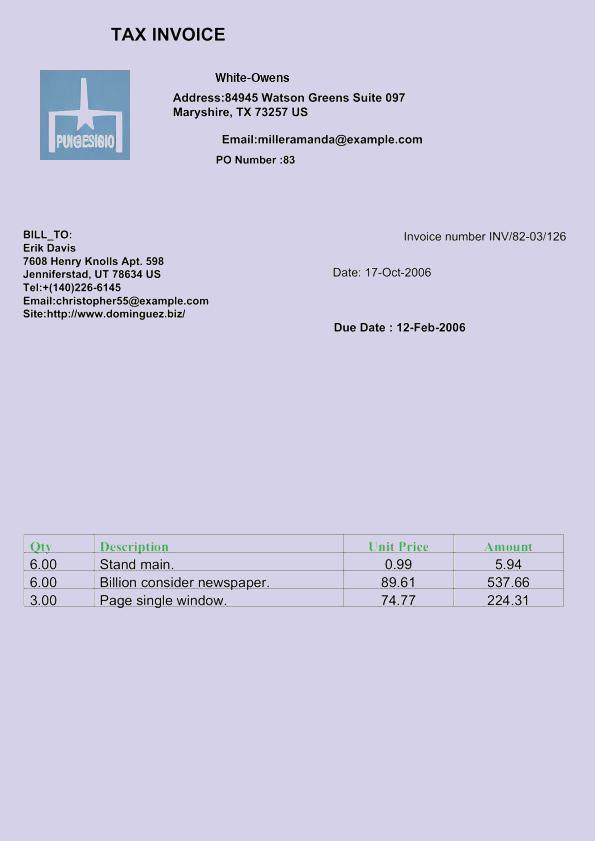 TAX INVOICE
White-Owens
Address:84945 Watson Greens Suite 097
Maryshire, TX 73257 US
PUIGESIGIO
Email:milleramanda@example.com
PO Number :83
BILL_TO:
Erik Davis
7608 Henry Knolls Apt. 598
Jenniferstad, UT 78634 US
Tel:+(140)226-6145
Email:christopher55@example.com
Site:http://www.dominguez.biz/
Invoice number INV/82-03/126
Date: 17-Oct-2006
Due Date : 12-Feb-2006
Qty Description Unit Price Amount
6.00 Stand main. 0.99 5.94
6.00 Billion consider newspaper. 89.61 537.66
3.00 Page single window. 74.77 224.31